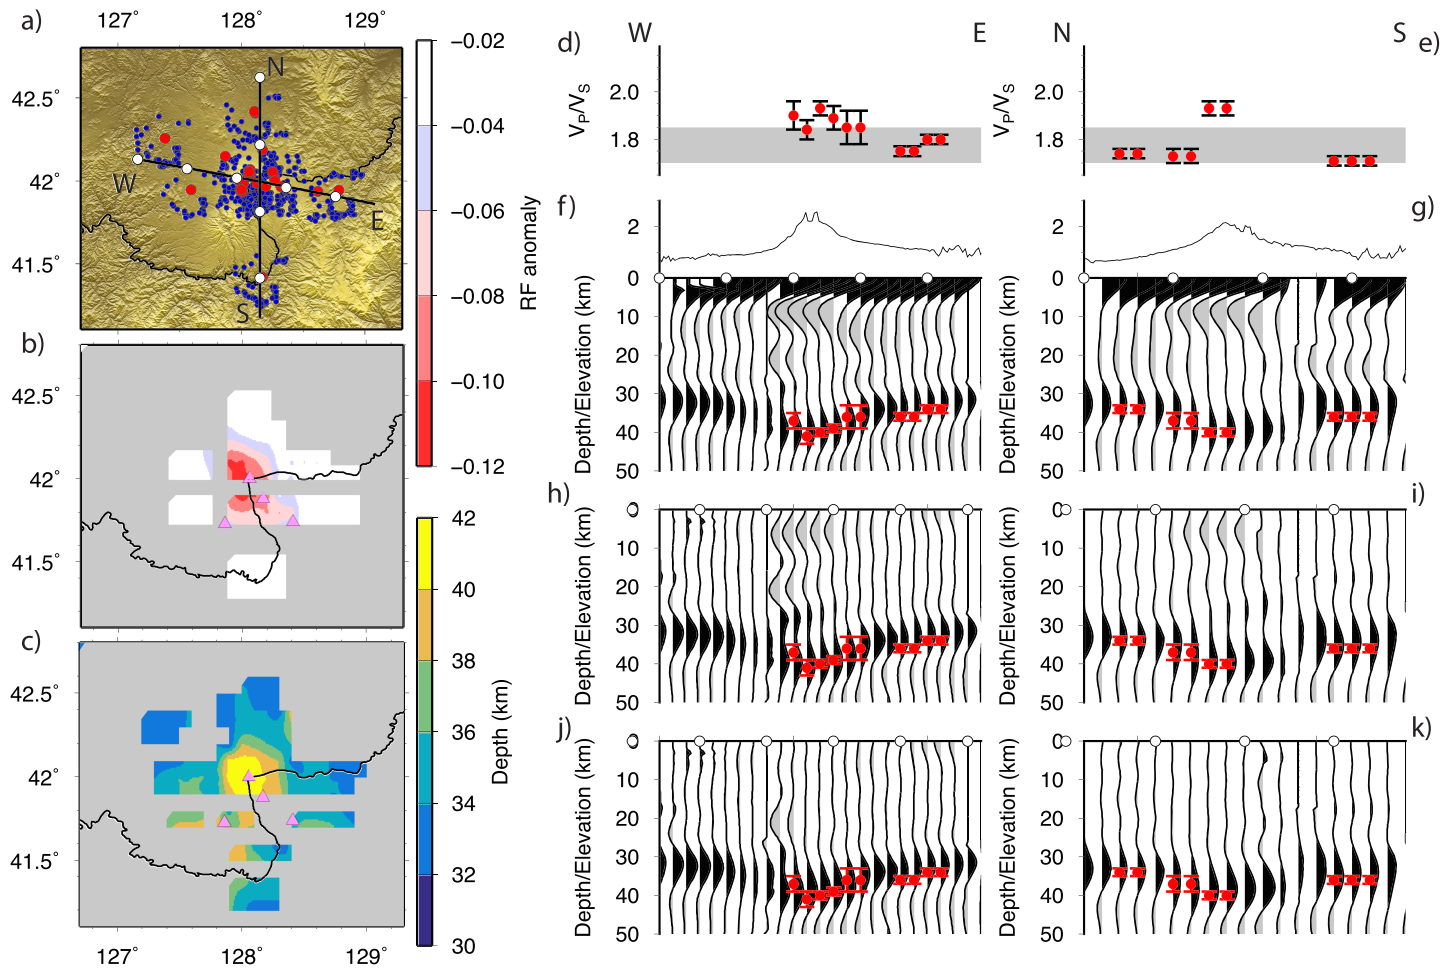 a)
127° 128° 129°
42.5°
42°
41.5°
N
W
E
S
−0.02
−0.04
−0.06
−0.08
−0.10
−0.12
RF anomaly
b)
42.5°
42°
41.5°
c)
42.5°
42°
41.5°
127° 128° 129°
42
40
38
36
34
32
30
Depth (km)
d)
W E
2.0
1.8
VP/VS
e)
N S
2.0
1.8
VP/VS
f)
2
0
10
20
30
40
50
Depth/Elevation (km)
g)
2
0
10
20
30
40
50
Depth/Elevation (km)
h)
0
10
20
30
40
50
Depth/Elevation (km)
i)
0
10
20
30
40
50
Depth/Elevation (km)
j)
0
10
20
30
40
50
Depth/Elevation (km)
k)
0
10
20
30
40
50
Depth/Elevation (km)